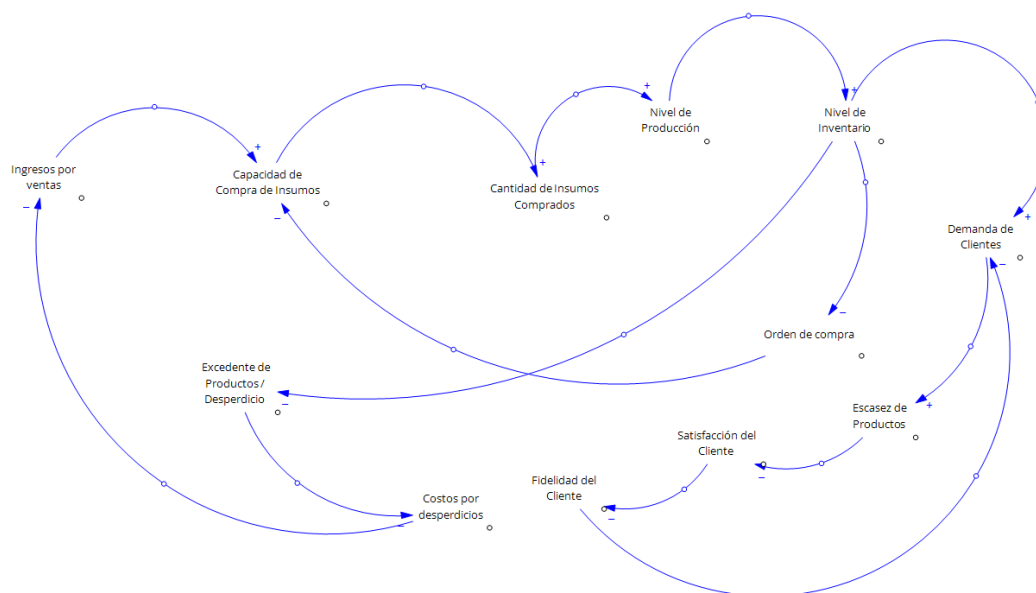 Nivel de
Producción
Nivel de
Inventario
+
+
+
+
+
Ingresos por
ventas
Capacidad de
Compra de Insumos
Cantidad de Insumos
Comprados
–
–
+
Demanda de
Clientes
–
–
Orden de compra
Excedente de
Productos /
Desperdicio
–
+
Escasez de
Productos
Satisfacción del
Cliente
–
Fidelidad del
Cliente
–
Costos por
desperdicios
–